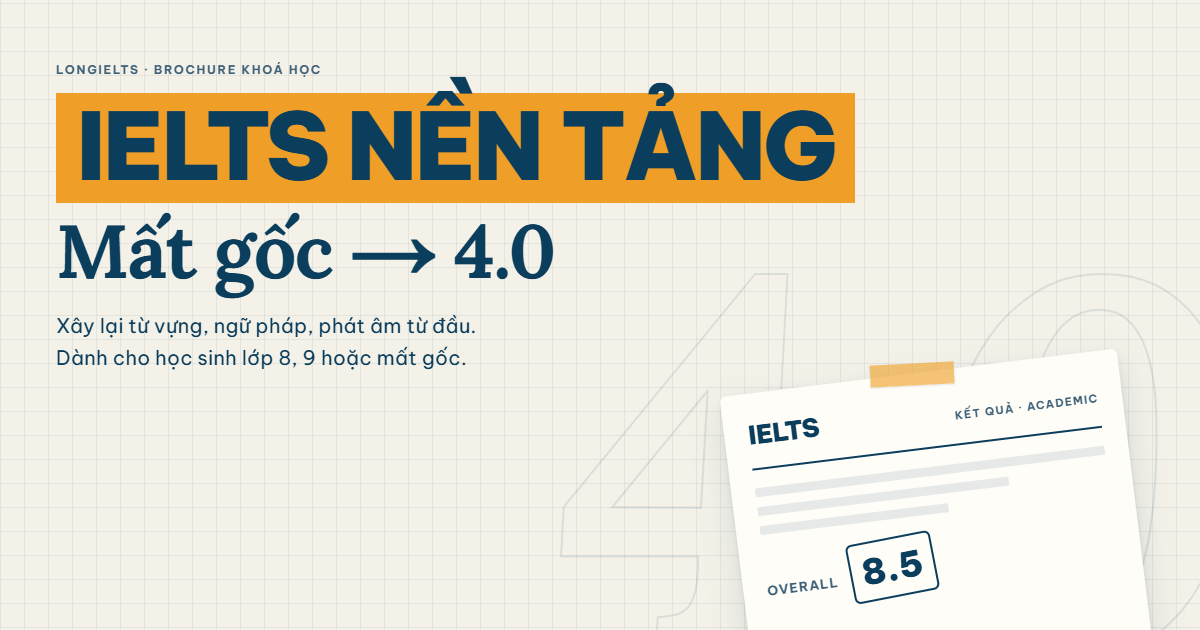 LONGIELTS · BROCHURE KHOÁ HỌC
IELTS NỀN TẢNG
Mất gốc → 4.0
Xây lại từ vựng, ngữ pháp, phát âm từ đầu.
Dành cho học sinh lớp 8, 9 hoặc mất gốc.
4.0
IELTS
KẾT QUẢ · ACADEMIC
OVERALL 8.5